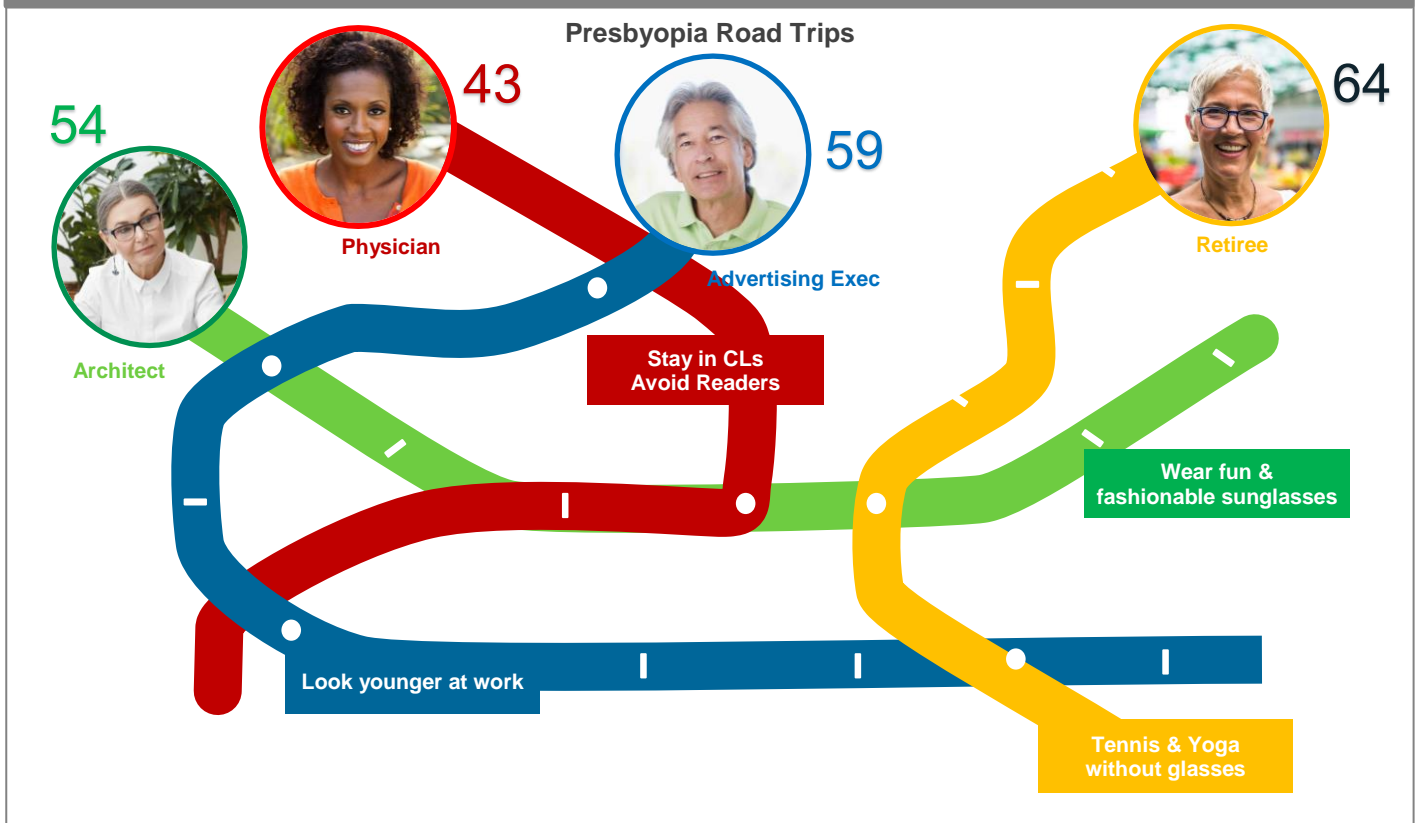 Presbyopia Road Trips
54
43
59
64
Physician
Retiree
Advertising Exec
Architect
Stay in CLs
Avoid Readers
Wear fun &
fashionable sunglasses
Look younger at work
Tennis & Yoga
without glasses